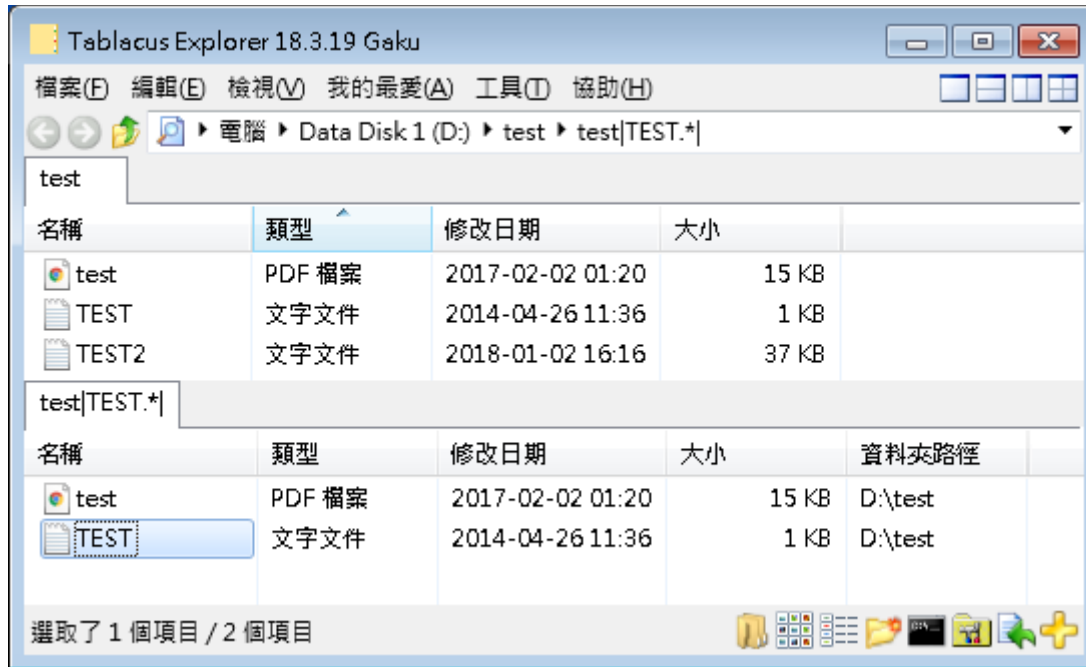 Tablacus Explorer 18.3.19 Gaku
檔案(F) 編輯(E) 檢視(V) 我的最愛(A) 工具(T) 協助(H)
電腦 Data Disk 1 (D:) test test|TEST.*|
test
名稱 類型 修改日期 大小
test PDF 檔案 2017-02-02 01:20 15 KB
TEST 文字文件 2014-04-26 11:36 1 KB
TEST2 文字文件 2018-01-02 16:16 37 KB
test|TEST.*|
名稱 類型 修改日期 大小 資料夾路徑
test PDF 檔案 2017-02-02 01:20 15 KB D:\test
TEST 文字文件 2014-04-26 11:36 1 KB D:\test
選取了 1 個項目 / 2 個項目